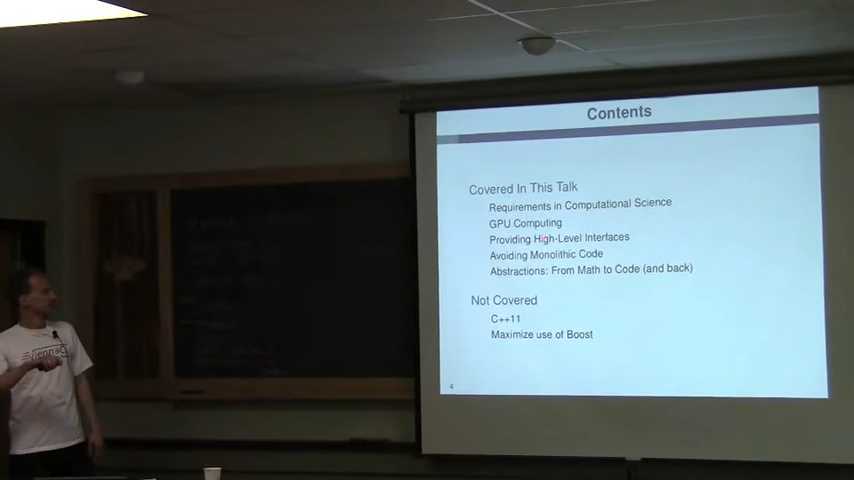 Contents
Covered In This Talk
Requirements in Computational Science
GPU Computing
Providing High-Level Interfaces
Avoiding Monolithic Code
Abstractions: From Math to Code (and back)
Not Covered
C++11
Maximize use of Boost
4